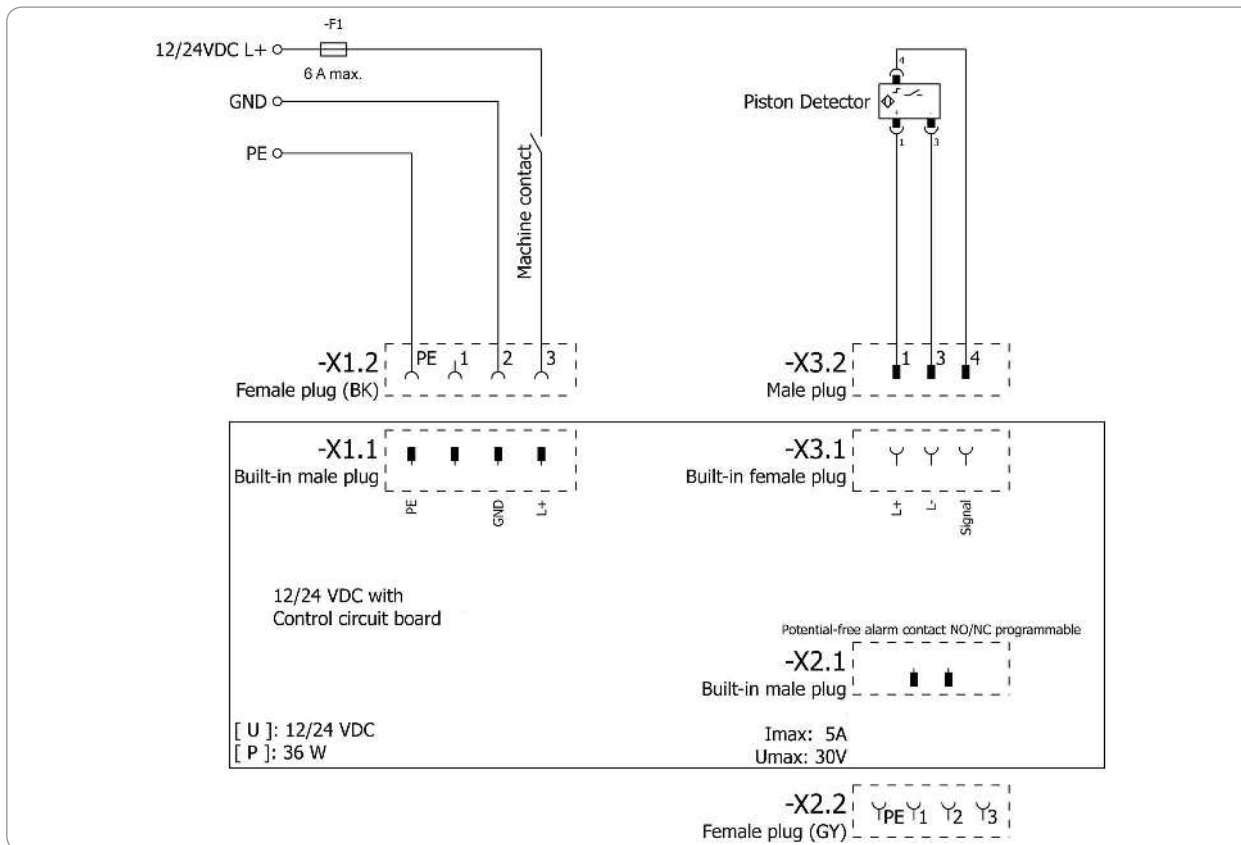 -F1
12/24VDC L+
6 A max.
GND
PE
Machine contact
4
Piston Detector
1
3
-X1.2
PE 1 2 3
Female plug (BK)
-X3.2
1 3 4
Male plug
-X1.1
Built-in male plug
PE
GND
L+
-X3.1
Built-in female plug
L+
L-
Signal
12/24 VDC with
Control circuit board
Potential-free alarm contact NO/NC programmable
-X2.1
Built-in male plug
[ U ]: 12/24 VDC
[ P ]: 36 W
Imax: 5A
Umax: 30V
-X2.2
PE 1 2 3
Female plug (GY)